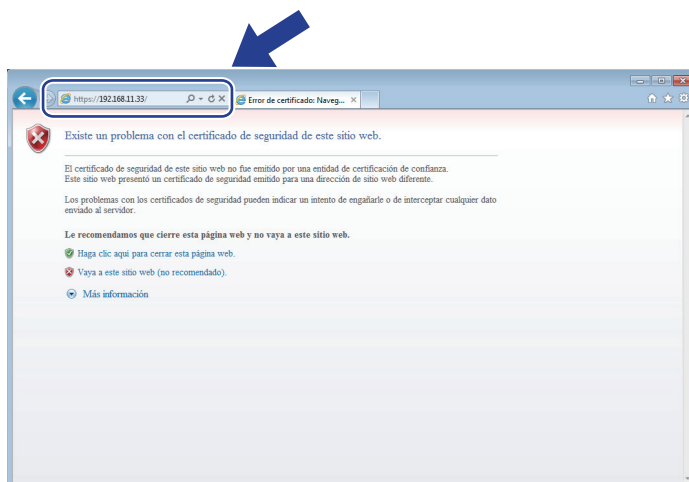 https://192.168.11.33/
Error de certificado: Naveg...
Existe un problema con el certificado de seguridad de este sitio web.
El certificado de seguridad de este sitio web no fue emitido por una entidad de certificación de confianza.
Este sitio web presentó un certificado de seguridad emitido para una dirección de sitio web diferente.
Los problemas con los certificados de seguridad pueden indicar un intento de engañarle o de interceptar cualquier dato
enviado al servidor.
Le recomendamos que cierre esta página web y no vaya a este sitio web.
Haga clic aquí para cerrar esta página web.
Vaya a este sitio web (no recomendado).
Más información